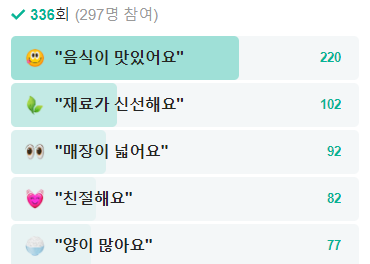 336회 (297명 참여)
"음식이 맛있어요" 220
"재료가 신선해요" 102
"매장이 넓어요" 92
"친절해요" 82
"양이 많아요" 77